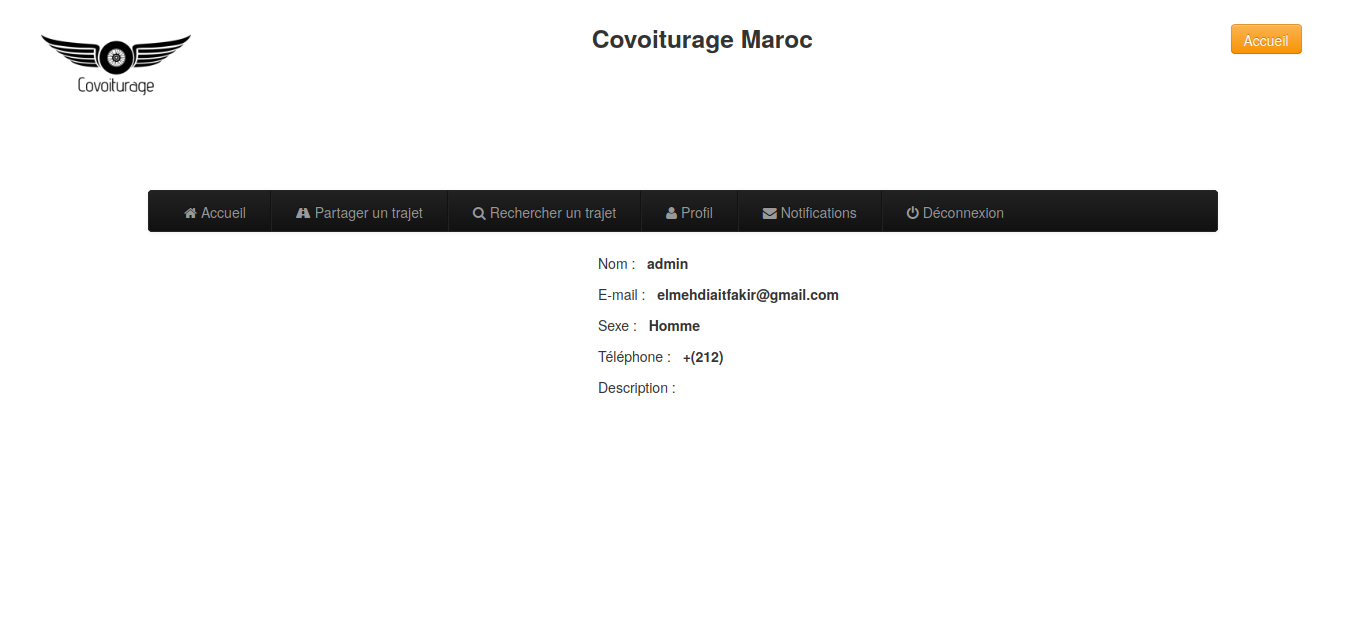 Covoiturage
Covoiturage Maroc
Accueil
Accueil Partager un trajet Rechercher un trajet Profil Notifications Déconnexion
Nom : admin
E-mail : elmehdiaitfakir@gmail.com
Sexe : Homme
Téléphone : +(212)
Description :